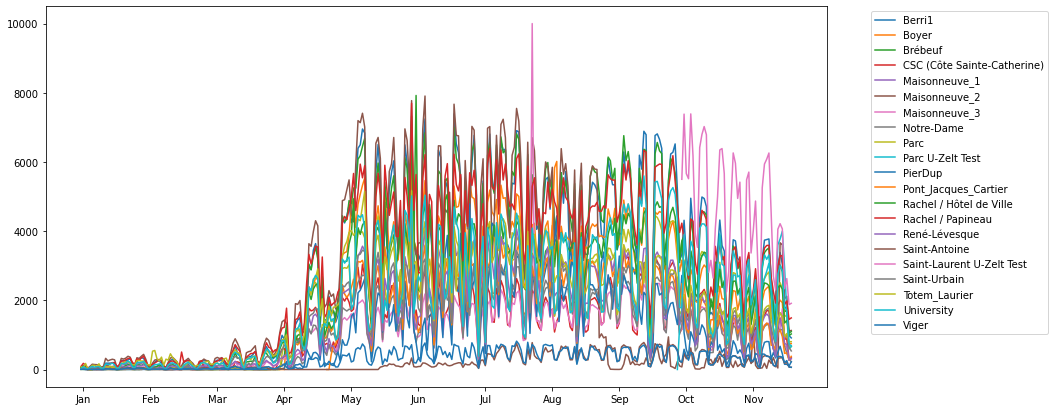 10000
8000
6000
4000
2000
0
Jan Feb Mar Apr May Jun Jul Aug Sep Oct Nov
Berri1
Boyer
Brébeuf
CSC (Côte Sainte-Catherine)
Maisonneuve_1
Maisonneuve_2
Maisonneuve_3
Notre-Dame
Parc
Parc U-Zelt Test
PierDup
Pont_Jacques_Cartier
Rachel / Hôtel de Ville
Rachel / Papineau
René-Lévesque
Saint-Antoine
Saint-Laurent U-Zelt Test
Saint-Urbain
Totem_Laurier
University
Viger